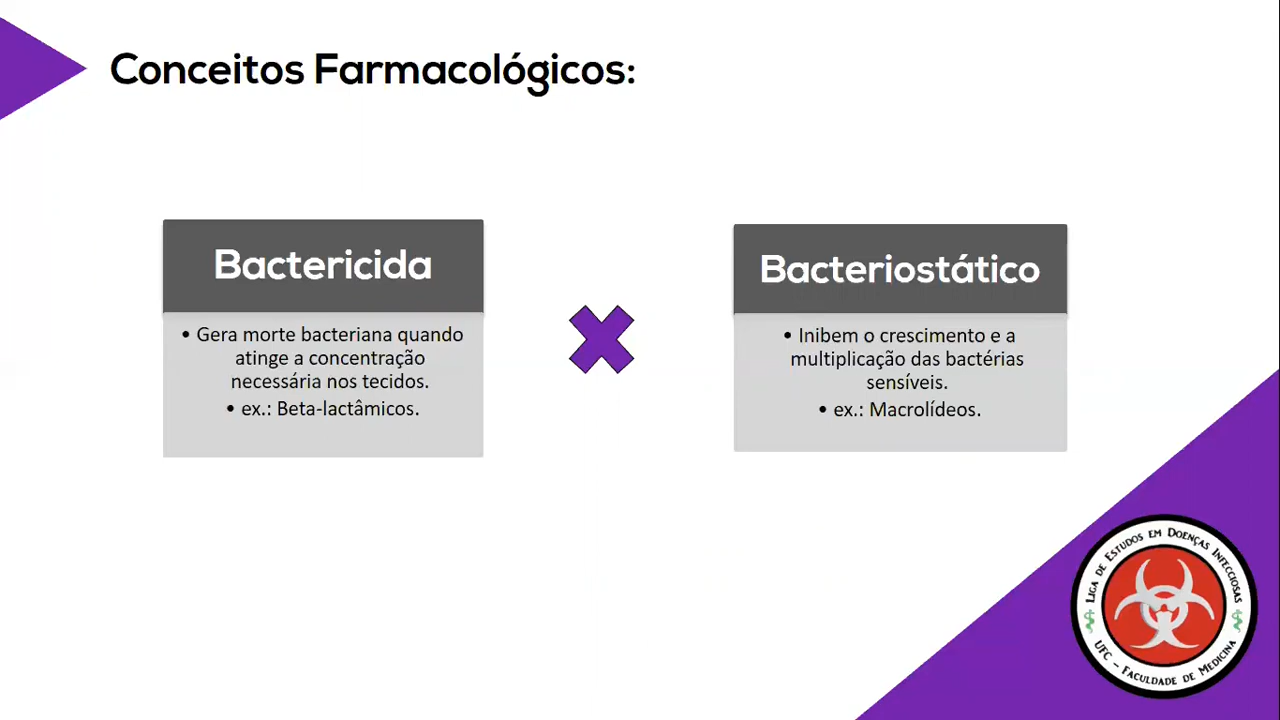 Conceitos Farmacológicos:
Bactericida
• Gera morte bacteriana quando
atinge a concentração
necessária nos tecidos.
• ex.: Beta-lactâmicos.
Bacteriostático
• Inibem o crescimento e a
multiplicação das bactérias
sensíveis.
• ex.: Macrolídeos.
Liga de Estudos em Doenças Infecciosas
UFC – Faculdade de Medicina